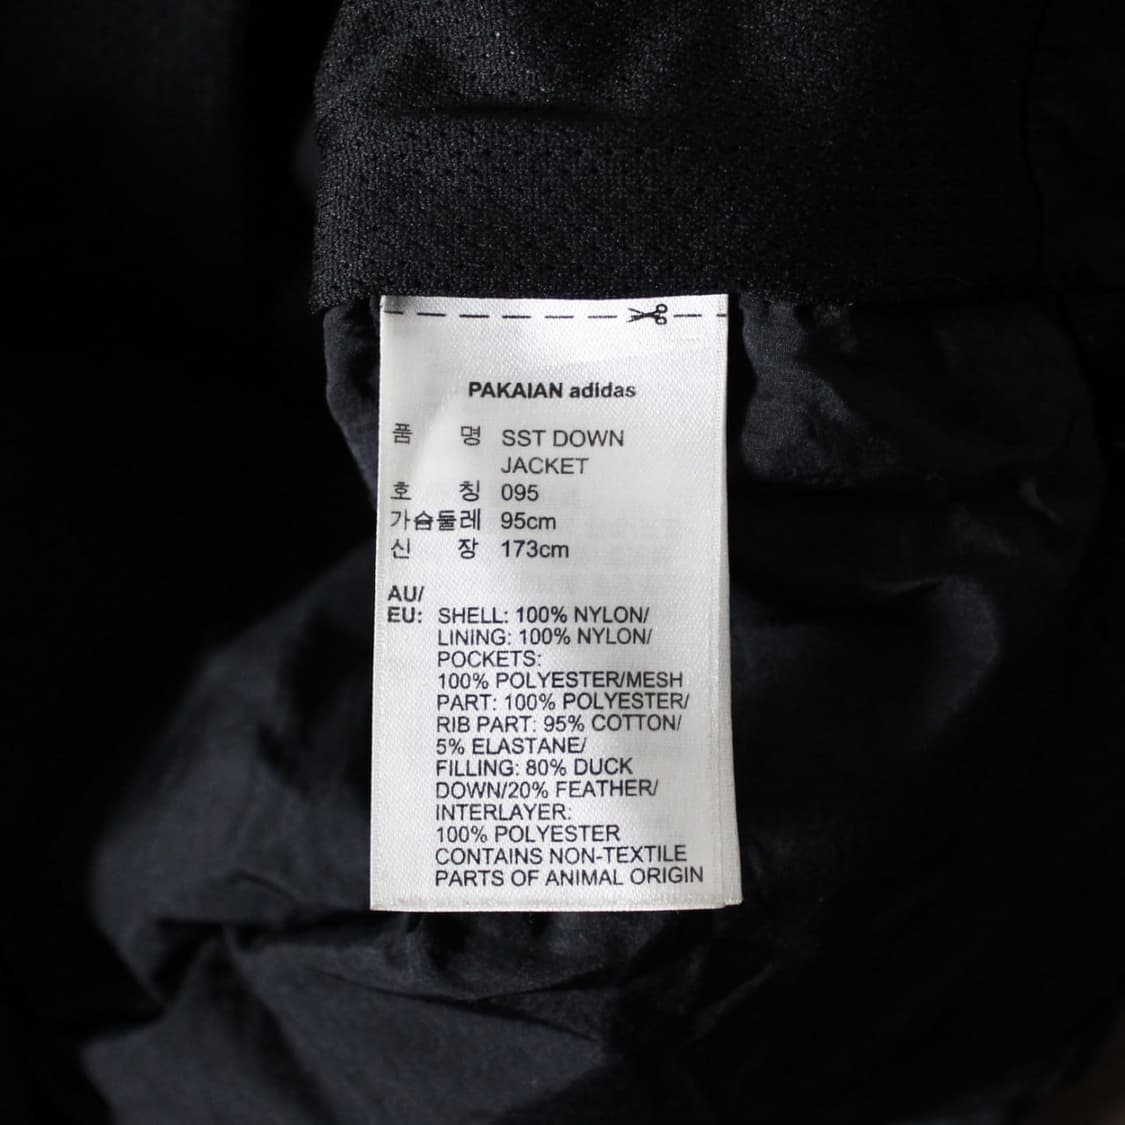 PAKAIAN adidas
품 명 SST DOWN
JACKET
호 칭 095
가슴둘레 95cm
신 장 173cm
AU/
EU: SHELL: 100% NYLON/
LINING: 100% NYLON/
POCKETS:
100% POLYESTER/MESH
PART: 100% POLYESTER/
RIB PART: 95% COTTON/
5% ELASTANE/
FILLING: 80% DUCK
DOWN/20% FEATHER/
INTERLAYER:
100% POLYESTER
CONTAINS NON-TEXTILE
PARTS OF ANIMAL ORIGIN